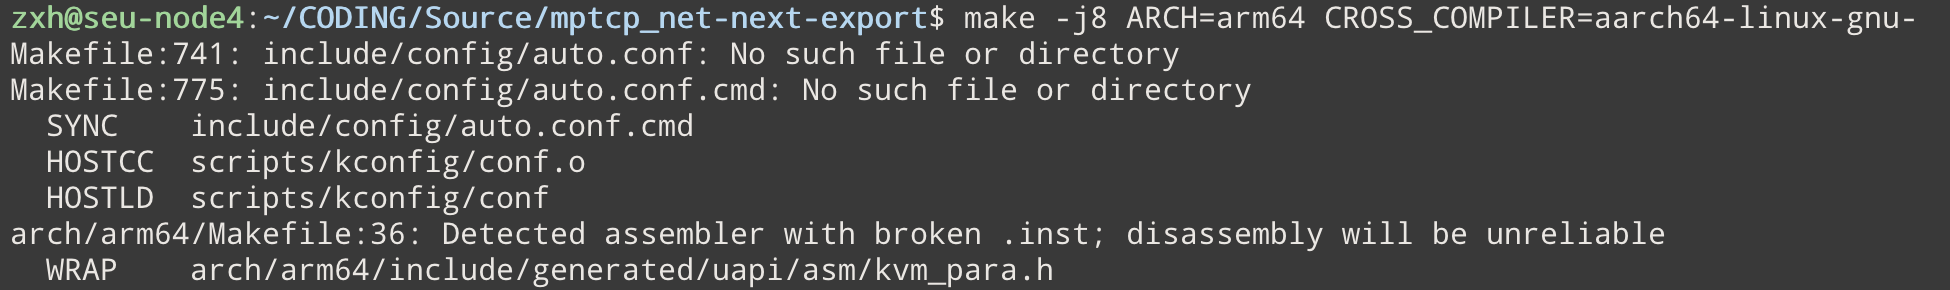 zxh@seu-node4:~/CODING/Source/mptcp_net-next-export$ make -j8 ARCH=arm64 CROSS_COMPILER=aarch64-linux-gnu-
Makefile:741: include/config/auto.conf: No such file or directory
Makefile:775: include/config/auto.conf.cmd: No such file or directory
  SYNC    include/config/auto.conf.cmd
  HOSTCC  scripts/kconfig/conf.o
  HOSTLD  scripts/kconfig/conf
arch/arm64/Makefile:36: Detected assembler with broken .inst; disassembly will be unreliable
  WRAP    arch/arm64/include/generated/uapi/asm/kvm_para.h